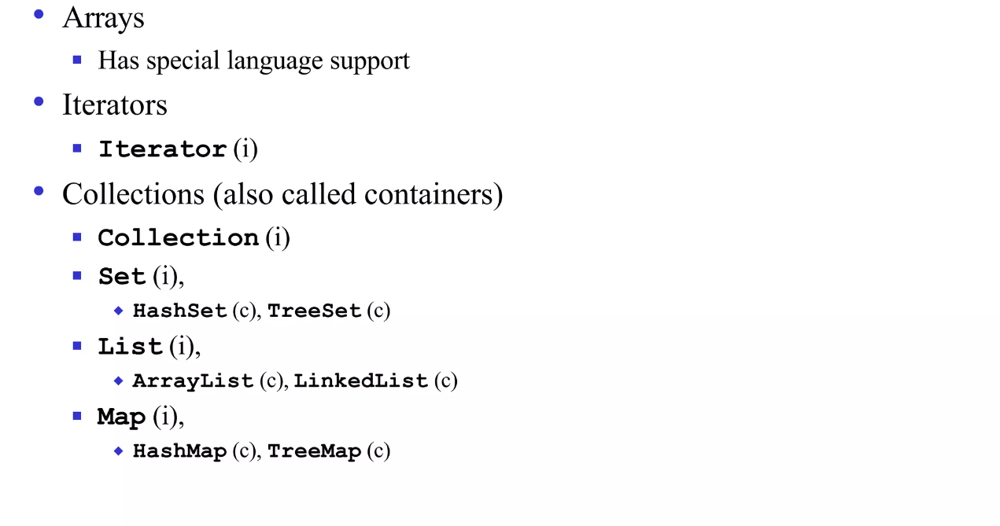 Arrays
Has special language support
Iterators
Iterator (i)
Collections (also called containers)
Collection (i)
Set (i),
HashSet (c), TreeSet (c)
List (i),
ArrayList (c), LinkedList (c)
Map (i),
HashMap (c), TreeMap (c)